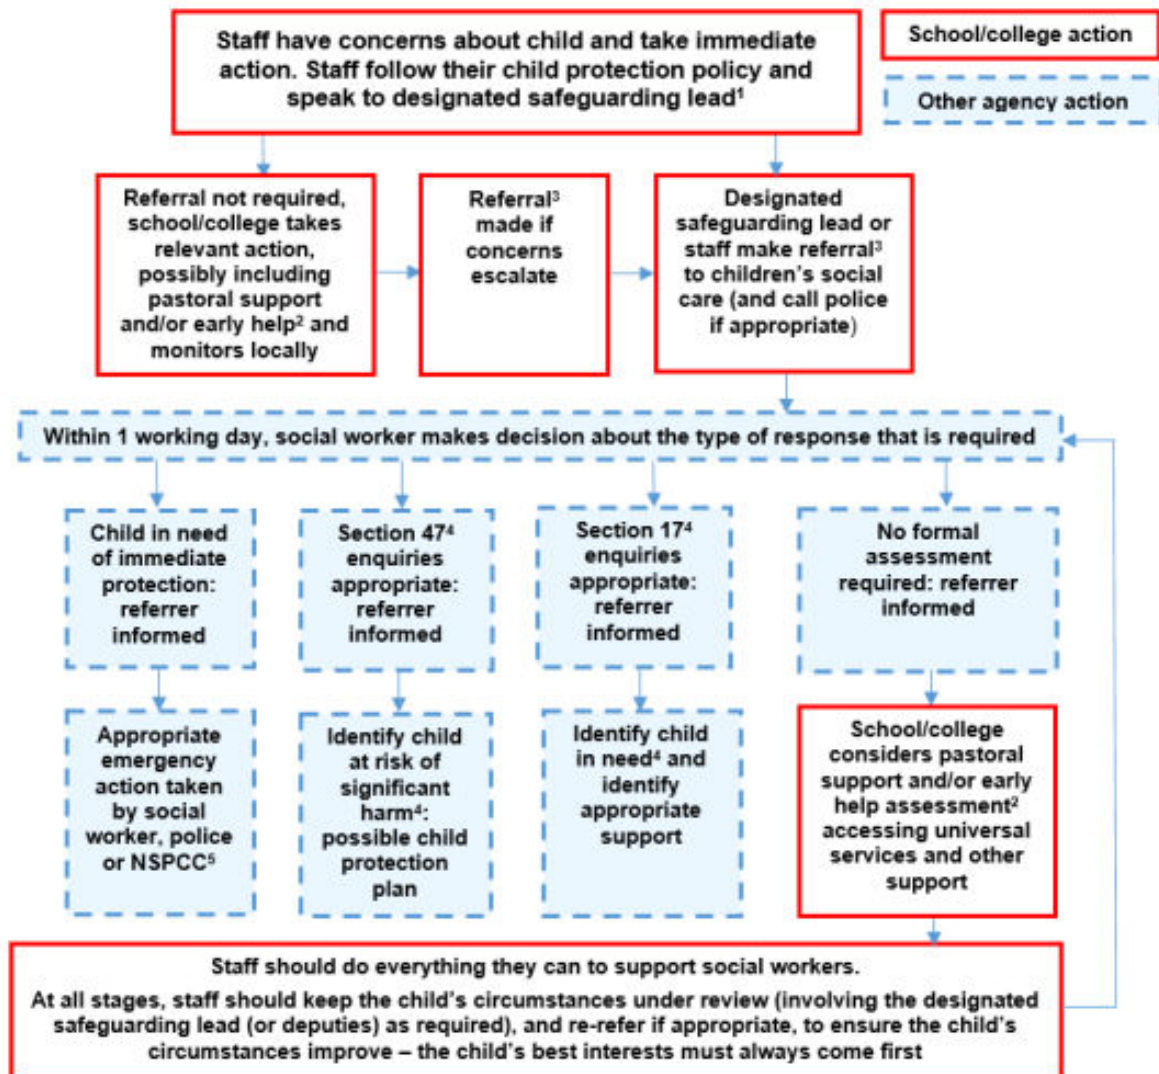 Staff have concerns about child and take immediate
action. Staff follow their child protection policy and
speak to designated safeguarding lead¹
School/college action
Other agency action
Referral not required,
school/college takes
relevant action,
possibly including
pastoral support
and/or early help² and
monitors locally
Referral³
made if
concerns
escalate
Designated
safeguarding lead or
staff make referral³
to children’s social
care (and call police
if appropriate)
Within 1 working day, social worker makes decision about the type of response that is required
Child in need
of immediate
protection:
referrer
informed
Section 47⁴
enquiries
appropriate:
referrer
informed
Section 17⁴
enquiries
appropriate:
referrer
informed
No formal
assessment
required: referrer
informed
Appropriate
emergency
action taken
by social
worker, police
or NSPCC⁵
Identify child
at risk of
significant
harm⁴:
possible child
protection
plan
Identify child
in need⁴ and
identify
appropriate
support
School/college
considers pastoral
support and/or early
help assessment²
accessing universal
services and other
support
Staff should do everything they can to support social workers.
At all stages, staff should keep the child’s circumstances under review (involving the designated
safeguarding lead (or deputies) as required), and re-refer if appropriate, to ensure the child’s
circumstances improve – the child’s best interests must always come first